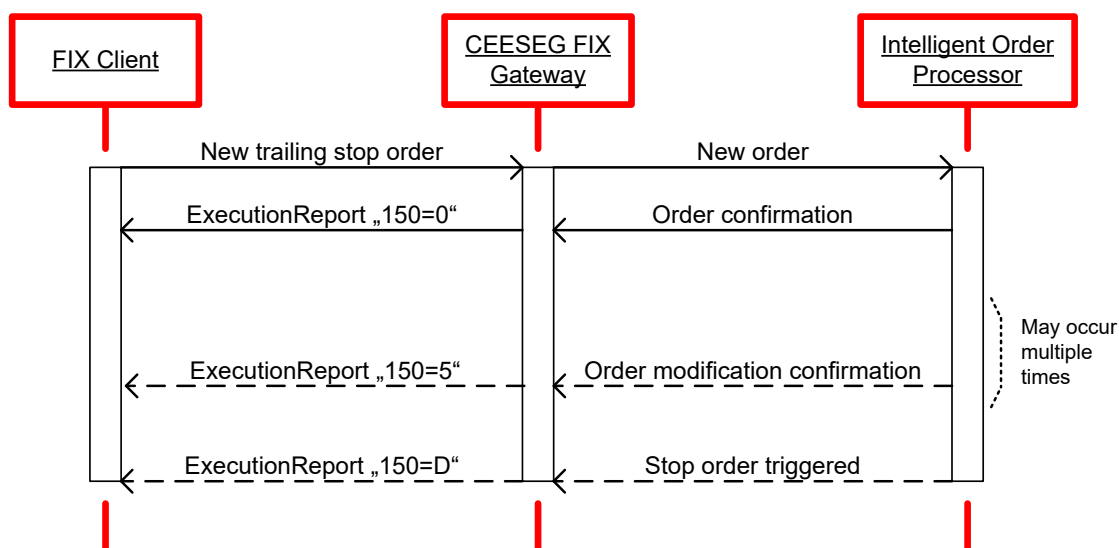 FIX Client
CEESEG FIX
Gateway
Intelligent Order
Processor
New trailing stop order
New order
ExecutionReport „150=0“
Order confirmation
May occur
multiple
times
ExecutionReport „150=5“
Order modification confirmation
ExecutionReport „150=D“
Stop order triggered